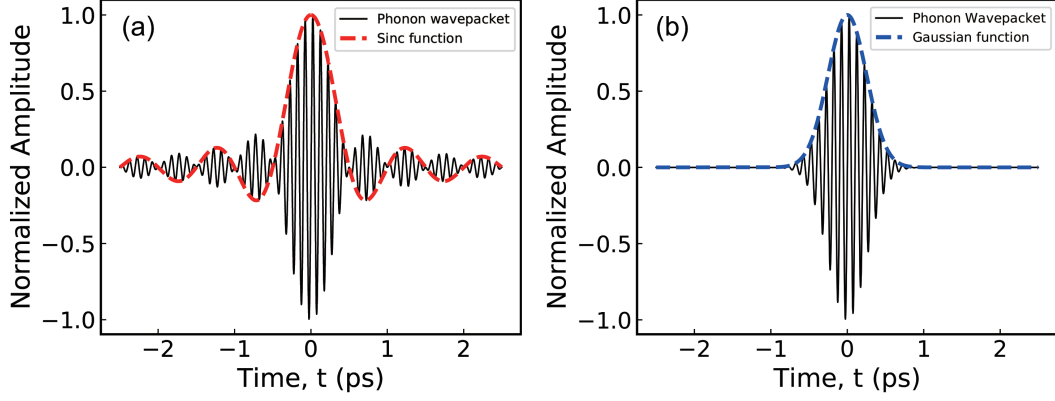 (a)
Phonon wavepacket
Sinc function
Normalized Amplitude
1.0
0.5
0.0
−0.5
−1.0
−2
−1
0
1
2
Time, t (ps)
(b)
Phonon Wavepacket
Gaussian function
Normalized Amplitude
1.0
0.5
0.0
−0.5
−1.0
−2
−1
0
1
2
Time, t (ps)